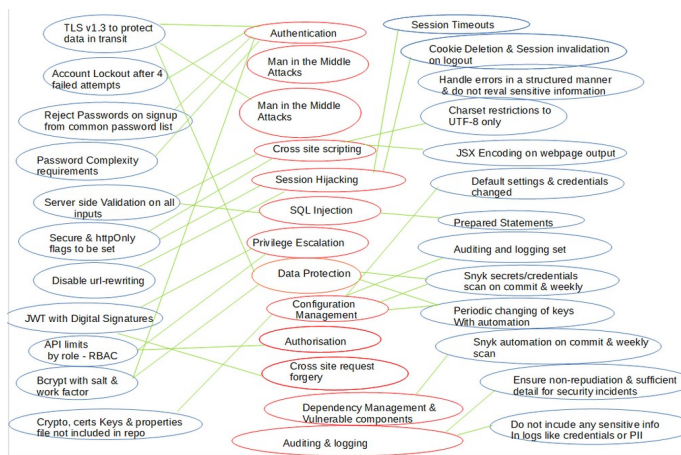 TLS v1.3 to protect
data in transit
Account Lockout after 4
failed attempts
Reject Passwords on signup
from common password list
Password Complexity
requirements
Server side Validation on all
inputs
Secure & httpOnly
flags to be set
Disable url-rewriting
JWT with Digital Signatures
API limits
by role - RBAC
Bcrypt with salt &
work factor
Crypto, certs Keys & properties
file not included in repo
Authentication
Man in the Middle
Attacks
Man in the Middle
Attacks
Cross site scripting
Session Hijacking
SQL Injection
Privilege Escalation
Data Protection
Configuration
Management
Authorisation
Cross site request
forgery
Dependency Management &
Vulnerable components
Auditing & logging
Session Timeouts
Cookie Deletion & Session invalidation
on logout
Handle errors in a structured manner
& do not reval sensitive information
Charset restrictions to
UTF-8 only
JSX Encoding on webpage output
Default settings & credentials
changed
Prepared Statements
Auditing and logging set
Snyk secrets/credentials
scan on commit & weekly
Periodic changing of keys
With automation
Snyk automation on commit & weekly
scan
Ensure non-repudiation & sufficient
detail for security incidents
Do not incude any sensitive info
In logs like credentials or PII